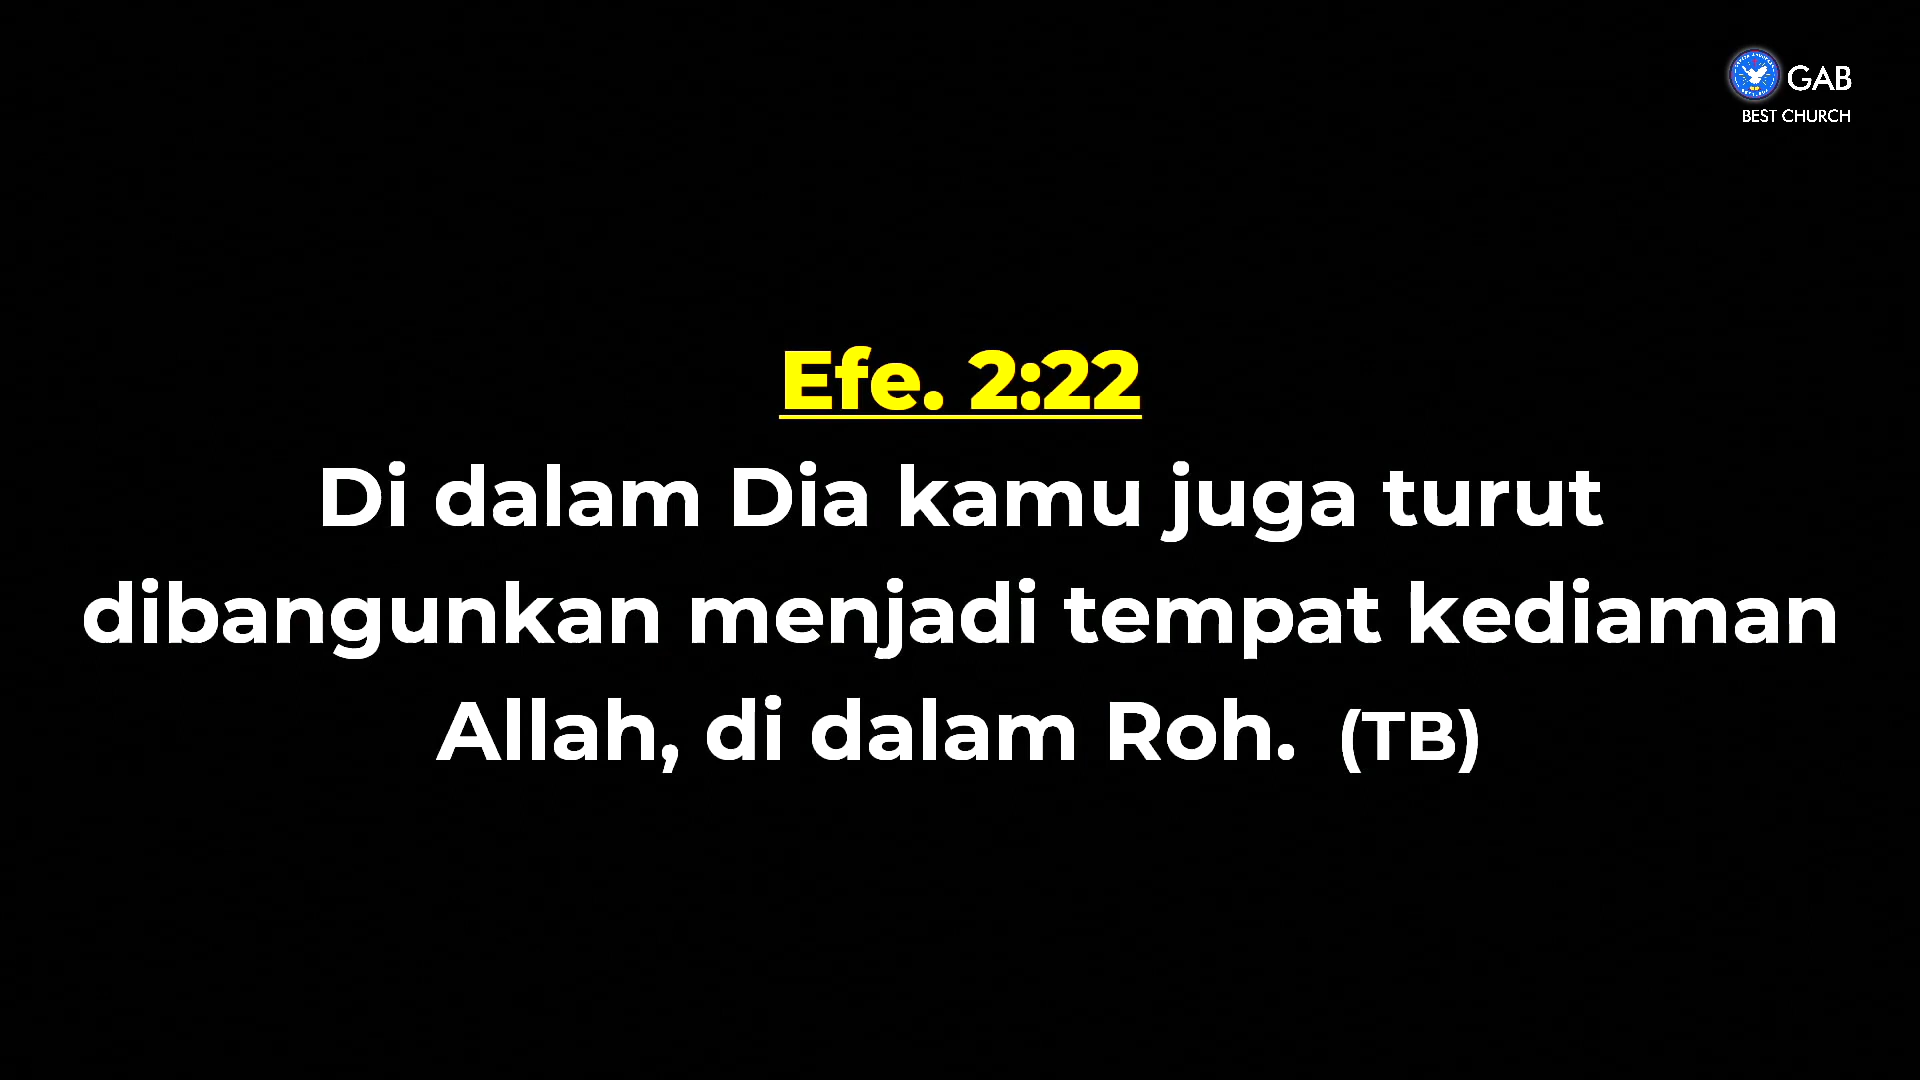 GAB
BEST CHURCH
Efe. 2:22
Di dalam Dia kamu juga turut
dibangunkan menjadi tempat kediaman
Allah, di dalam Roh. (TB)